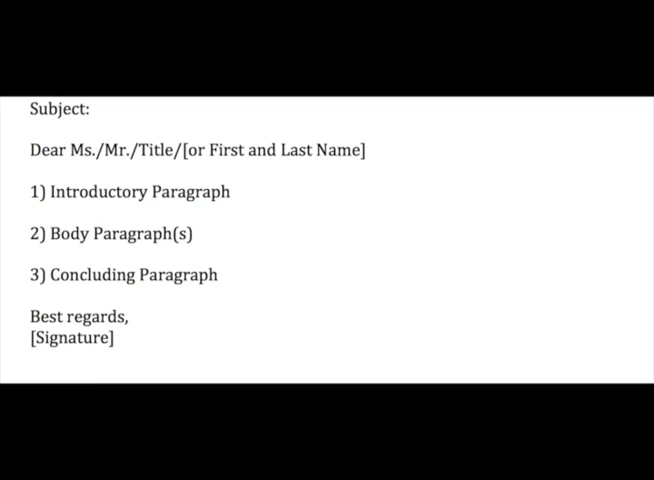 Subject:
Dear Ms./Mr./Title/[or First and Last Name]
1) Introductory Paragraph
2) Body Paragraph(s)
3) Concluding Paragraph
Best regards,
[Signature]